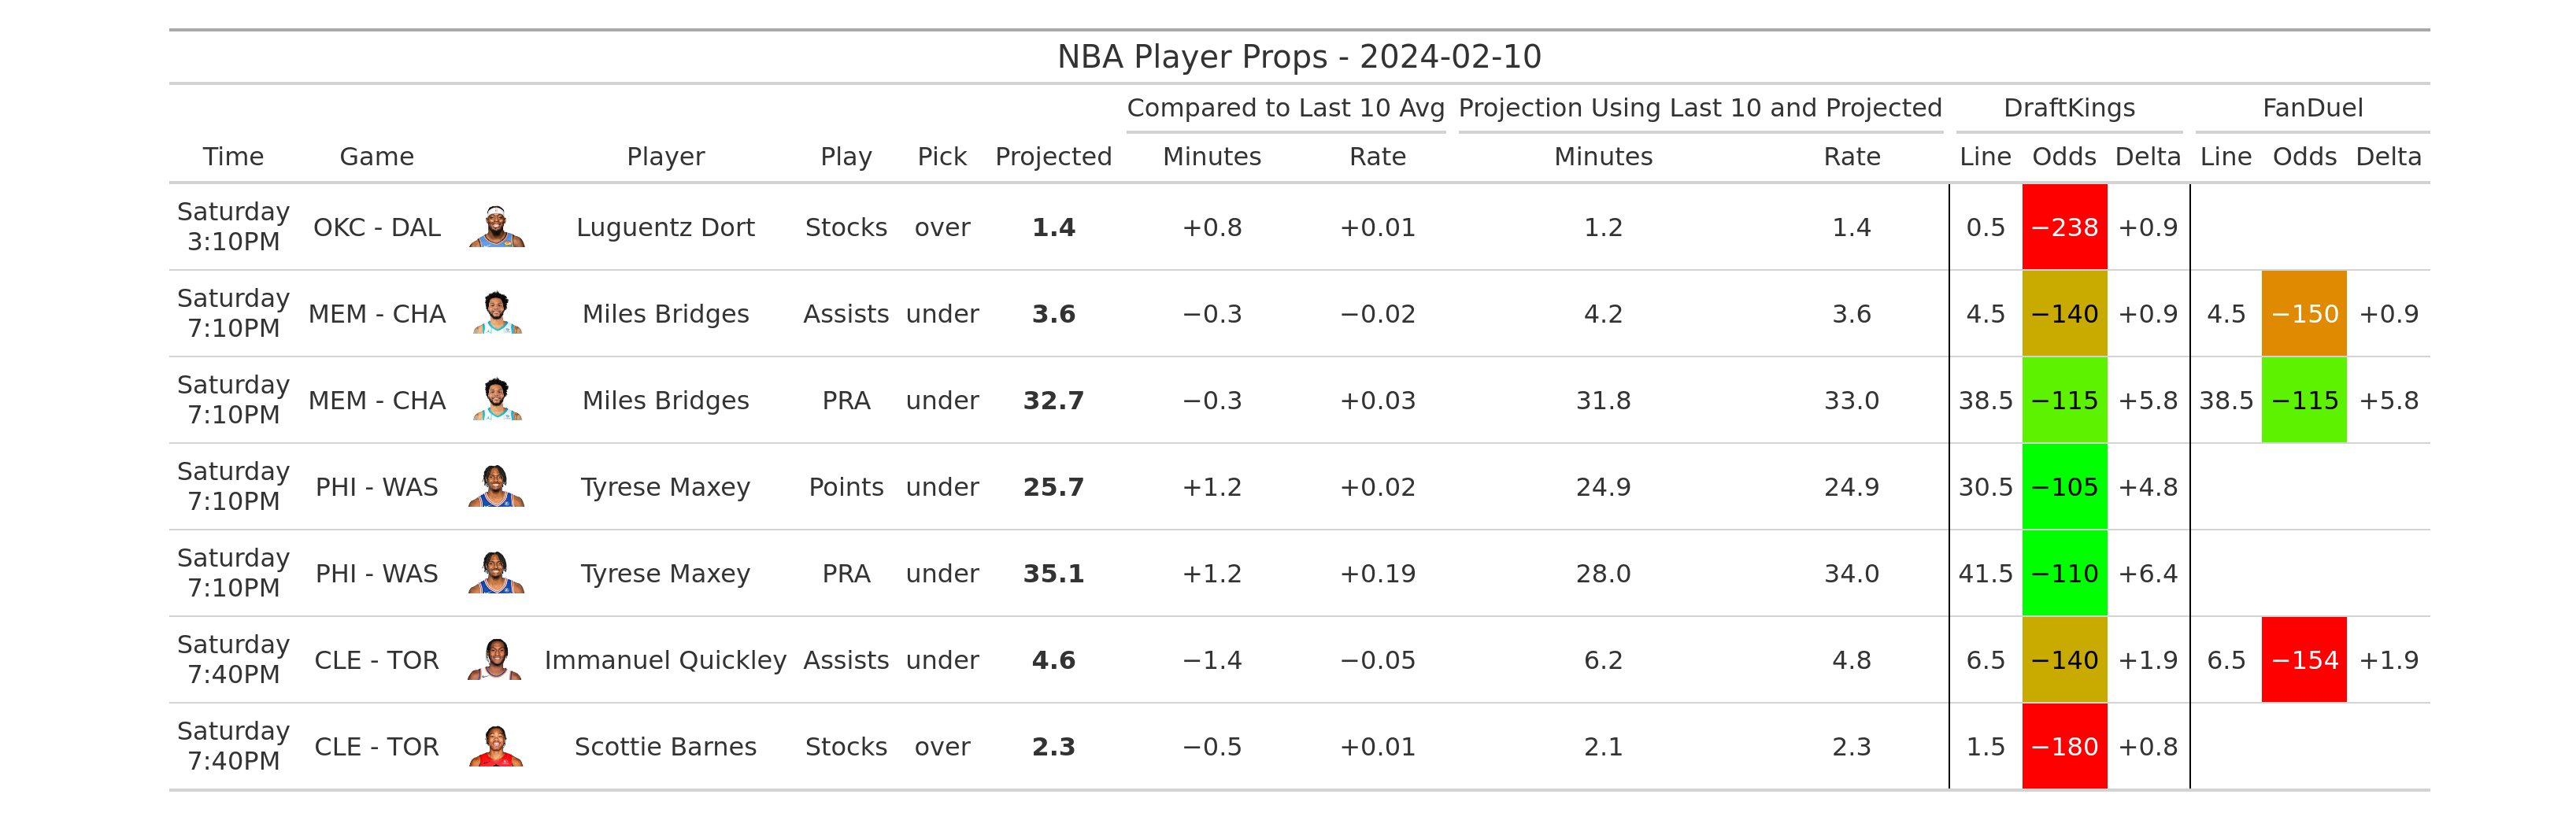 NBA Player Props - 2024-02-10
Compared to Last 10 Avg Projection Using Last 10 and Projected DraftKings FanDuel
Time Game Player Play Pick Projected Minutes Rate Minutes Rate Line Odds Delta Line Odds Delta
Saturday
3:10PM OKC - DAL Luguentz Dort Stocks over 1.4 +0.8 +0.01 1.2 1.4 0.5 −238 +0.9
Saturday
7:10PM MEM - CHA Miles Bridges Assists under 3.6 −0.3 −0.02 4.2 3.6 4.5 −140 +0.9 4.5 −150 +0.9
Saturday
7:10PM MEM - CHA Miles Bridges PRA under 32.7 −0.3 +0.03 31.8 33.0 38.5 −115 +5.8 38.5 −115 +5.8
Saturday
7:10PM PHI - WAS Tyrese Maxey Points under 25.7 +1.2 +0.02 24.9 24.9 30.5 −105 +4.8
Saturday
7:10PM PHI - WAS Tyrese Maxey PRA under 35.1 +1.2 +0.19 28.0 34.0 41.5 −110 +6.4
Saturday
7:40PM CLE - TOR Immanuel Quickley Assists under 4.6 −1.4 −0.05 6.2 4.8 6.5 −140 +1.9 6.5 −154 +1.9
Saturday
7:40PM CLE - TOR Scottie Barnes Stocks over 2.3 −0.5 +0.01 2.1 2.3 1.5 −180 +0.8